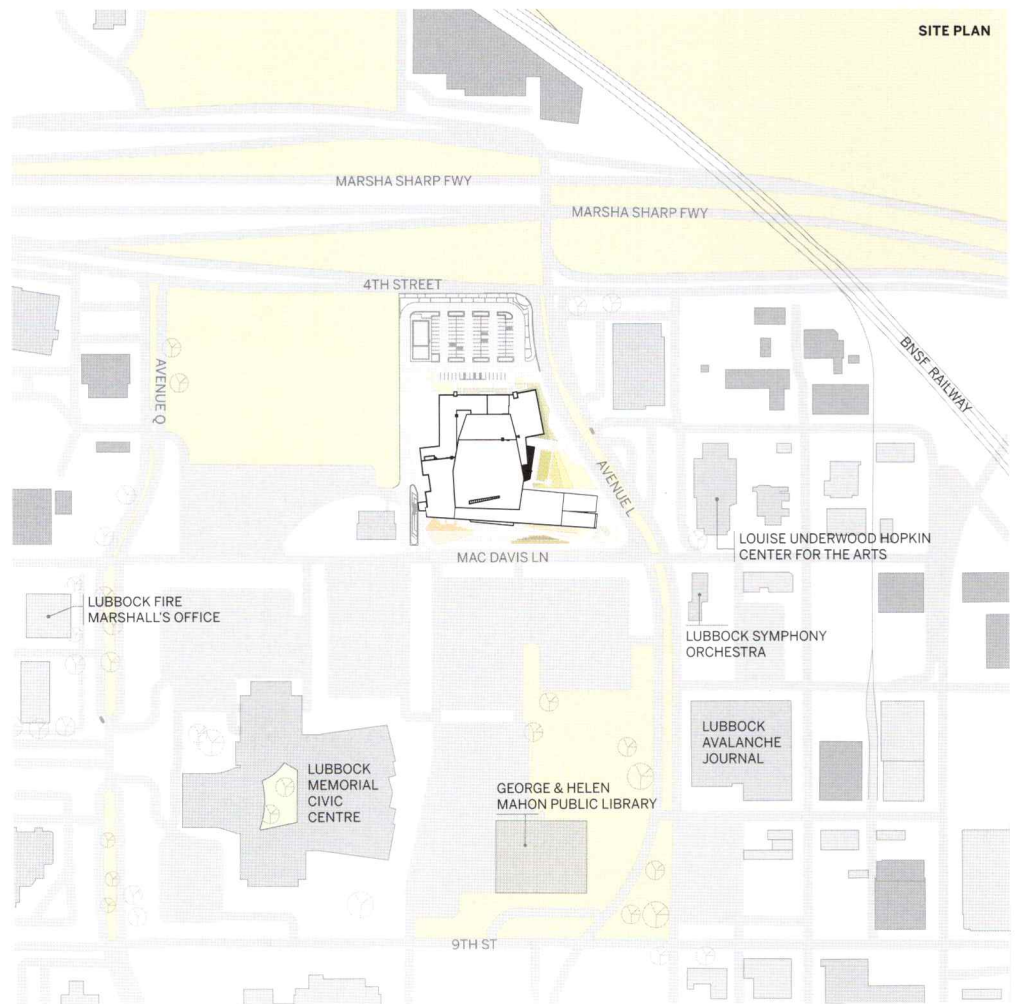 SITE PLAN
MARSHA SHARP FWY
MARSHA SHARP FWY
4TH STREET
AVENUE Q
BNSF RAILWAY
AVENUE L
MAC DAVIS LN
LOUISE UNDERWOOD HOPKIN
CENTER FOR THE ARTS
LUBBOCK FIRE
MARSHALL'S OFFICE
LUBBOCK SYMPHONY
ORCHESTRA
LUBBOCK
AVALANCHE
JOURNAL
LUBBOCK
MEMORIAL
CIVIC
CENTRE
GEORGE & HELEN
MAHON PUBLIC LIBRARY
9TH ST